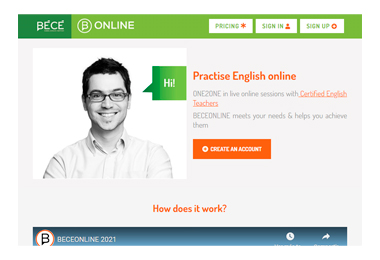 BECE
B ONLINE
PRICING
SIGN IN
SIGN UP
Hi!
Practise English online
ONE2ONE in live online sessions with Certified English
Teachers
BECEONLINE meets your needs & helps you achieve
them
CREATE AN ACCOUNT
How does it work?
B BECEONLINE 2021